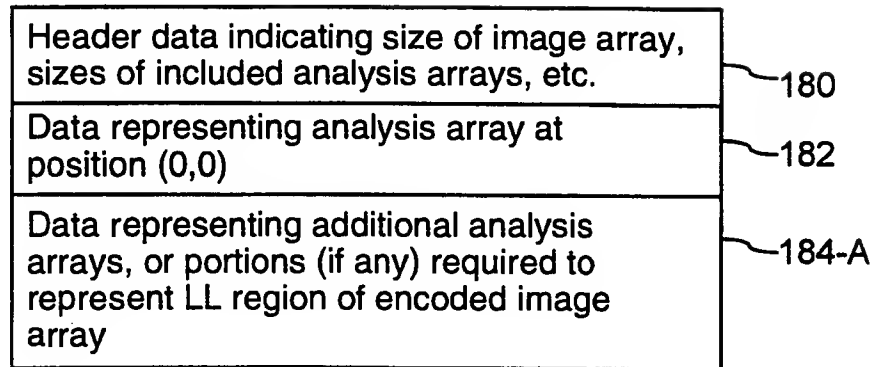 Header data indicating size of image array,
sizes of included analysis arrays, etc.
180
Data representing analysis array at
position (0,0)
182
Data representing additional analysis
arrays, or portions (if any) required to
represent LL region of encoded image
array
184-A